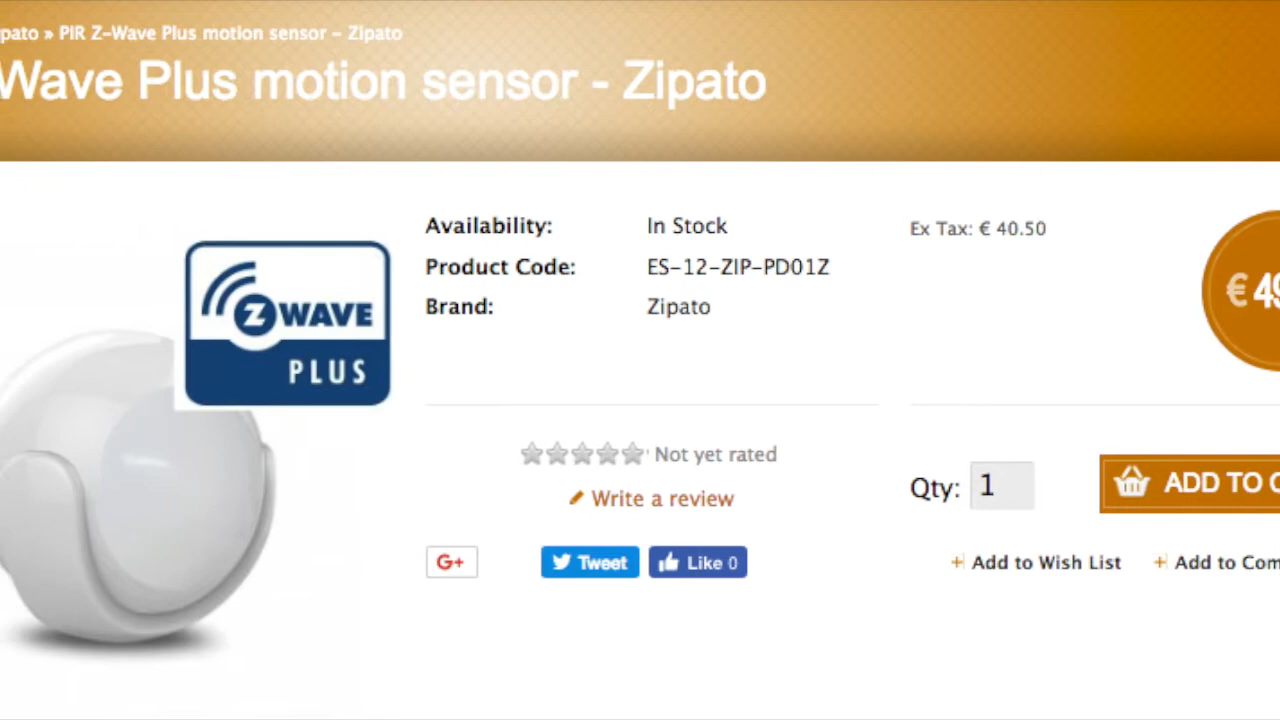 pato » PIR Z-Wave Plus motion sensor - Zipato
Wave Plus motion sensor - Zipato
Availability: In Stock
Product Code: ES-12-ZIP-PD01Z
Brand: Zipato
Ex Tax: € 40.50
€ 49
Z WAVE
PLUS
Not yet rated
Write a review
Qty: 1
ADD TO C
G+
Tweet
Like 0
+ Add to Wish List
+ Add to Com